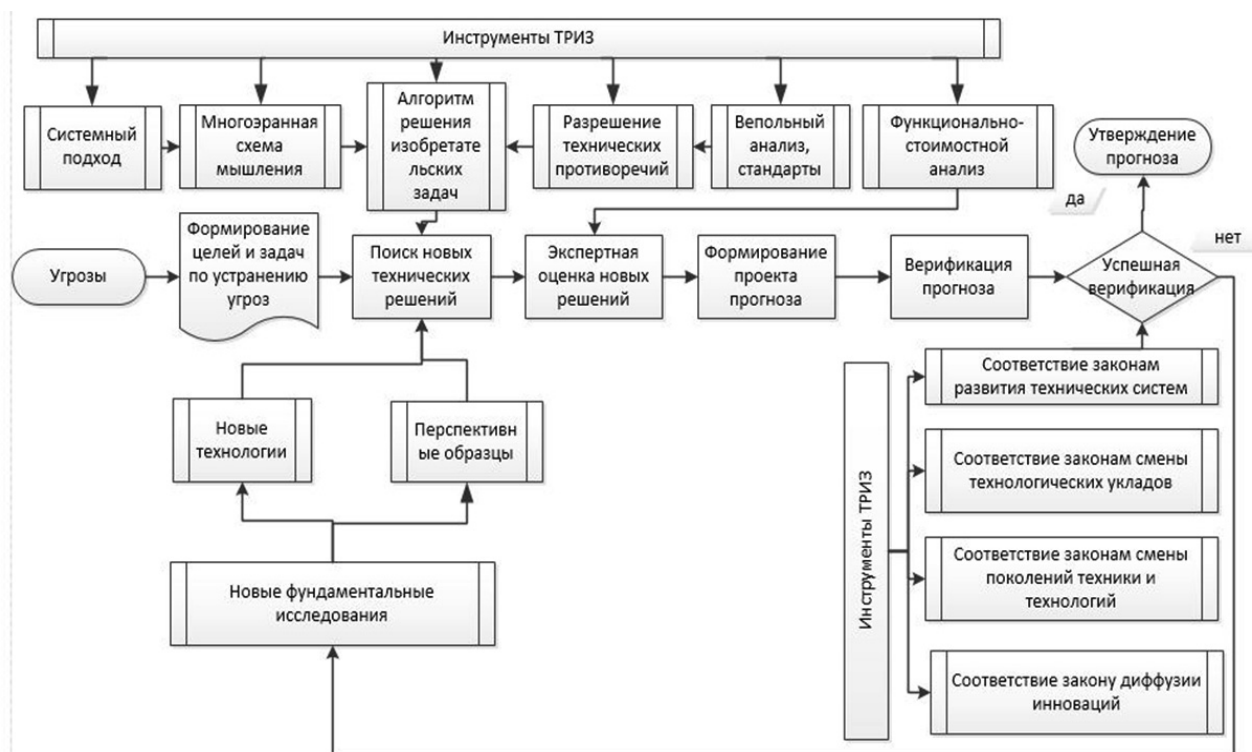 Инструменты ТРИЗ
Системный
подход
Многоэранная
схема
мышления
Алгоритм
решения
изобретате
льских
задач
Разрешение
технических
противоречий
Вепольный
анализ,
стандарты
Функционально-
стоимостной
анализ
Утверждение
прогноза
да
нет
Угрозы
Формирование
целей и задач
по устранению
угроз
Поиск новых
технических
решений
Экспертная
оценка новых
решений
Формирование
проекта
прогноза
Верификация
прогноза
Успешная
верификация
Новые
технологии
Перспективн
ые образцы
Новые фундаментальные
исследования
Инструменты ТРИЗ
Соответствие законам
развития технических систем
Соответствие законам смены
технологических укладов
Соответствие законам смены
поколений техники и
технологий
Соответствие закону диффузии
инноваций